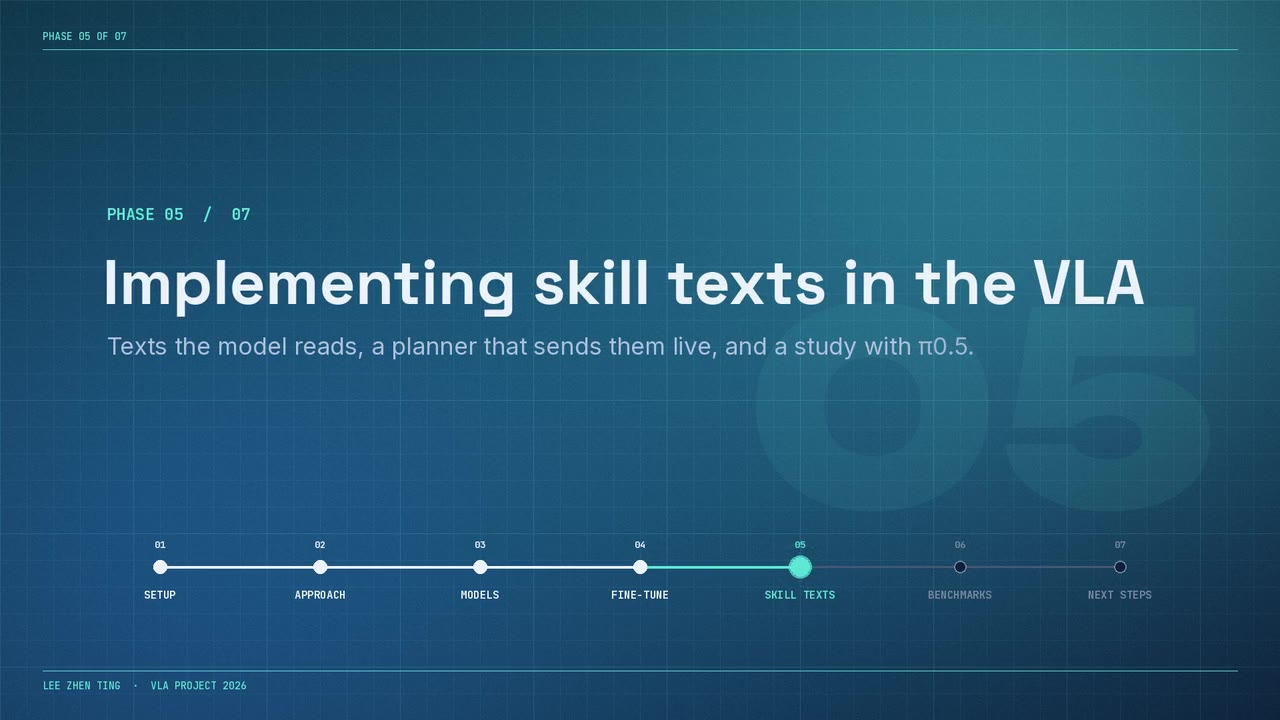 PHASE 05 OF 07
PHASE 05 / 07
Implementing skill texts in the VLA
Texts the model reads, a planner that sends them live, and a study with π0.5.
05
01 02 03 04 05 06 07
SETUP APPROACH MODELS FINE-TUNE SKILL TEXTS BENCHMARKS NEXT STEPS
LEE ZHEN TING · VLA PROJECT 2026